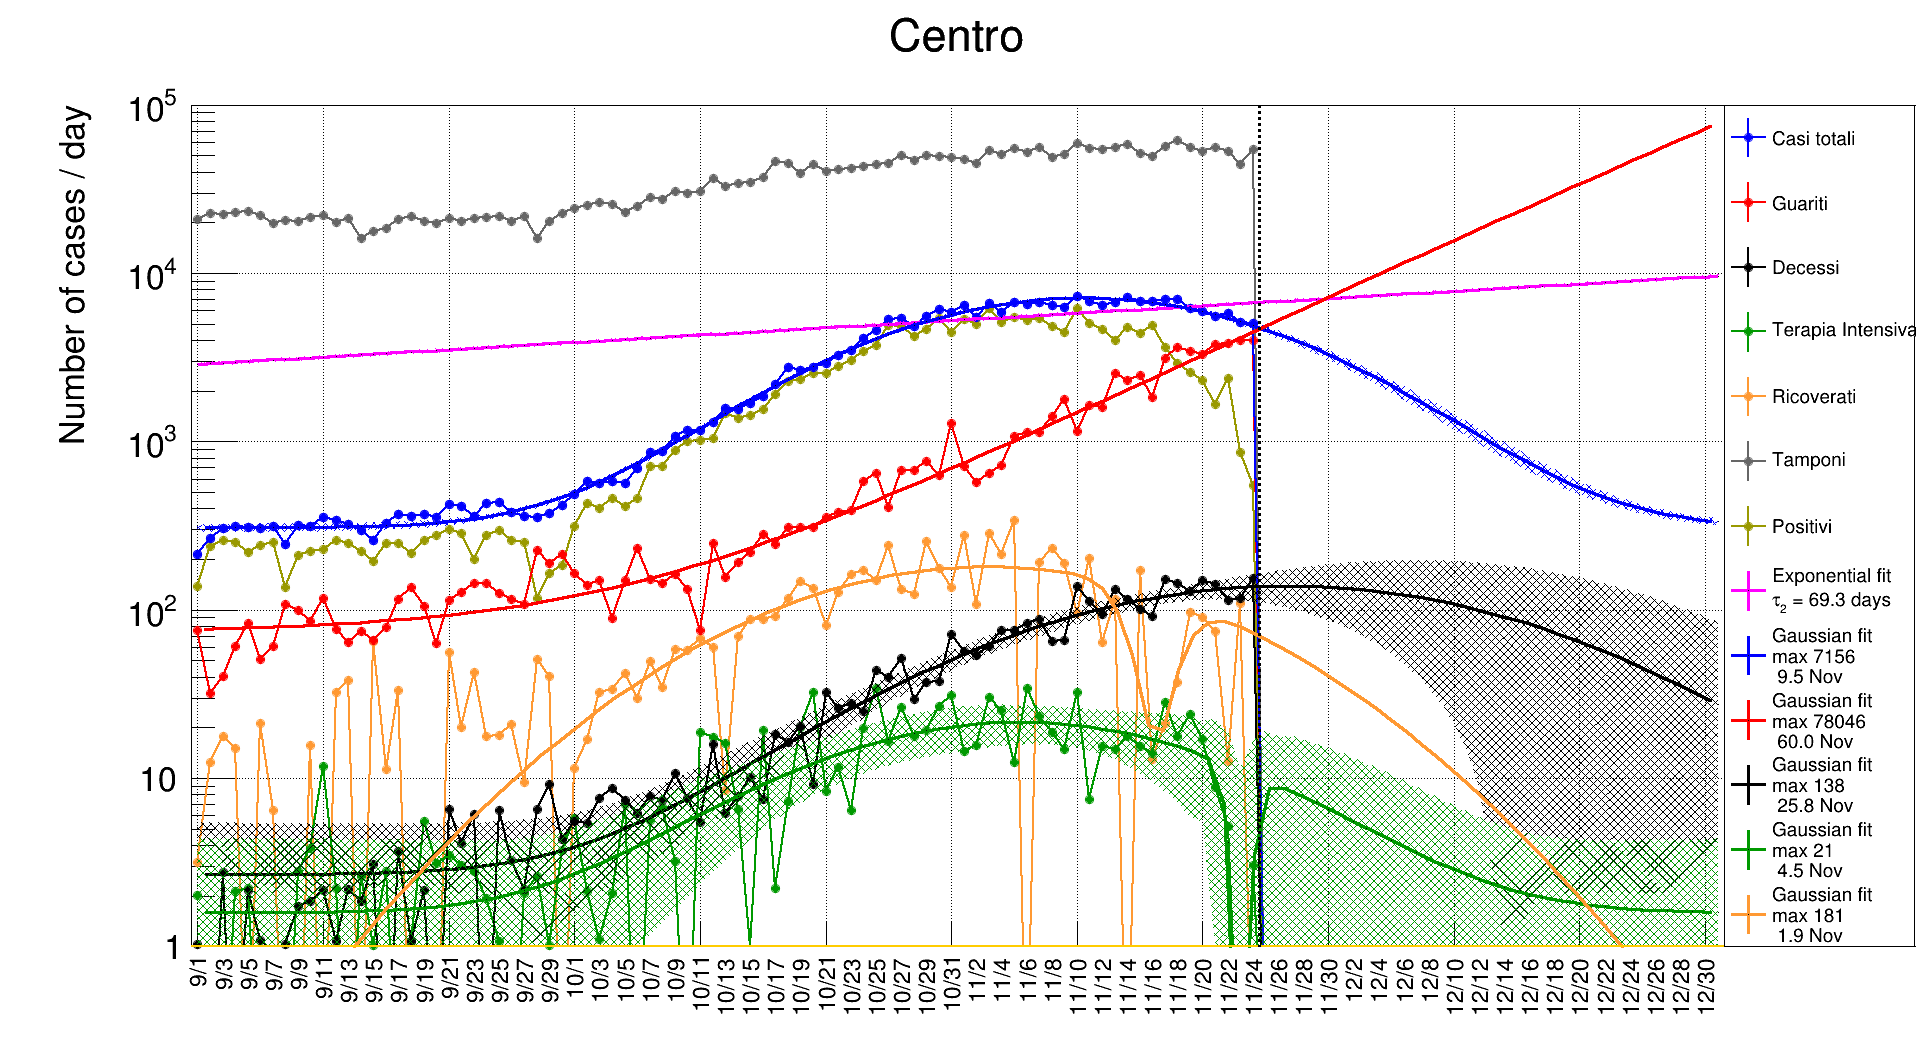 Centro
Number of cases / day
10^5
10^4
10^3
10^2
10
1
9/1
9/3
9/5
9/7
9/9
9/11
9/13
9/15
9/17
9/19
9/21
9/23
9/25
9/27
9/29
10/1
10/3
10/5
10/7
10/9
10/11
10/13
10/15
10/17
10/19
10/21
10/23
10/25
10/27
10/29
10/31
11/2
11/4
11/6
11/8
11/10
11/12
11/14
11/16
11/18
11/20
11/22
11/24
11/26
11/28
11/30
12/2
12/4
12/6
12/8
12/10
12/12
12/14
12/16
12/18
12/20
12/22
12/24
12/26
12/28
12/30
Casi totali
Guariti
Decessi
Terapia Intensiva
Ricoverati
Tamponi
Positivi
Exponential fit
τ₂ = 69.3 days
Gaussian fit
max 7156
9.5 Nov
Gaussian fit
max 78046
60.0 Nov
Gaussian fit
max 138
25.8 Nov
Gaussian fit
max 21
4.5 Nov
Gaussian fit
max 181
1.9 Nov